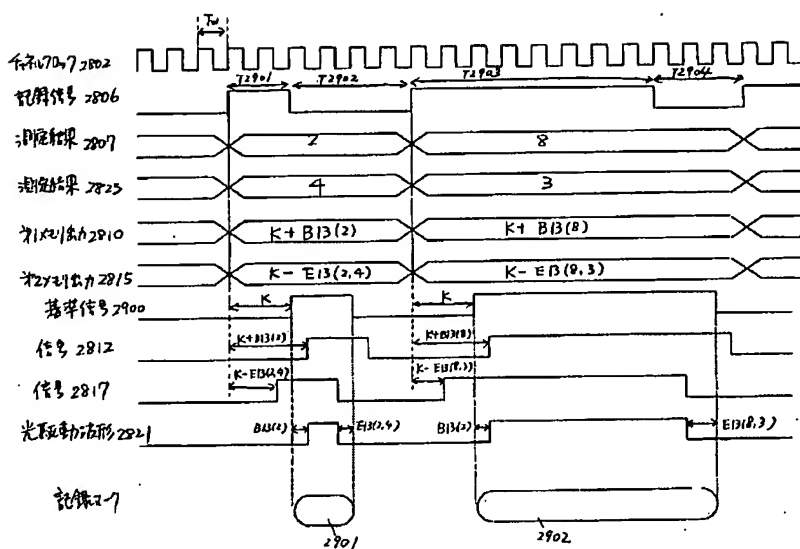 Tw
チャネルクロック 2802
T2901 T2902 T2903 T2904
記録信号 2806
測定結果 2807 2 8
測定結果 2825 4 3
オ1メモリ出力 2810 K+B13(2) K+B13(8)
オ2メモリ出力 2815 K-E13(2,4) K-E13(8,3)
K K
基準信号 2900
K+B13(2) K+B13(8)
信号 2812
K-E13(2,4) K-E13(8,3)
信号 2817
光駆動波形 2821 B13(2) E13(2,4) B13(2) E13(8,3)
記録マーク
2901 2902